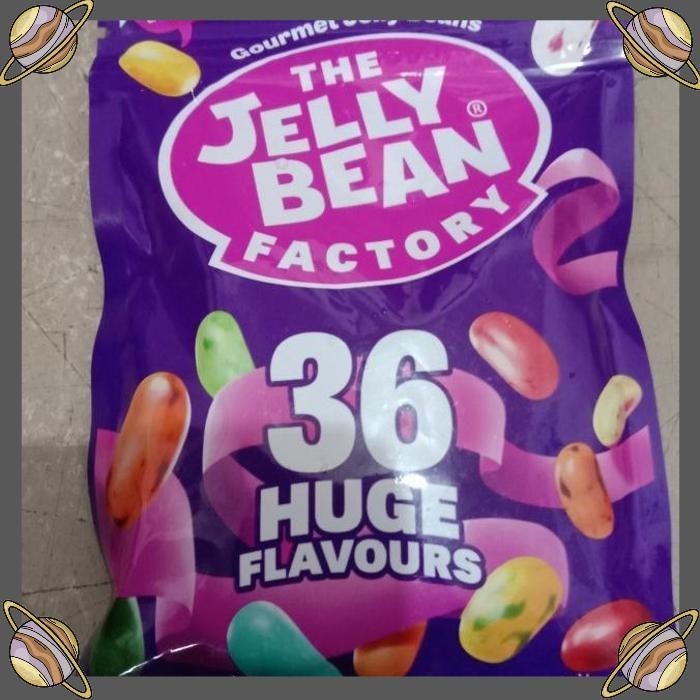 Gourmet Jelly Beans
THE
JELLY
BEAN
®
FACTORY
36
HUGE
FLAVOURS